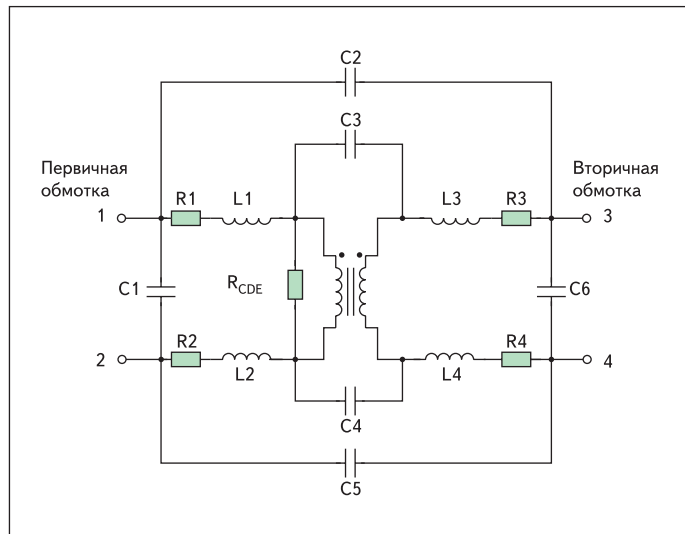 C2
C3
Первичная
обмотка
Вторичная
обмотка
R1
L1
L3
R3
1
3
C1
R_CDE
C6
2
R2
L2
L4
R4
4
C4
C5